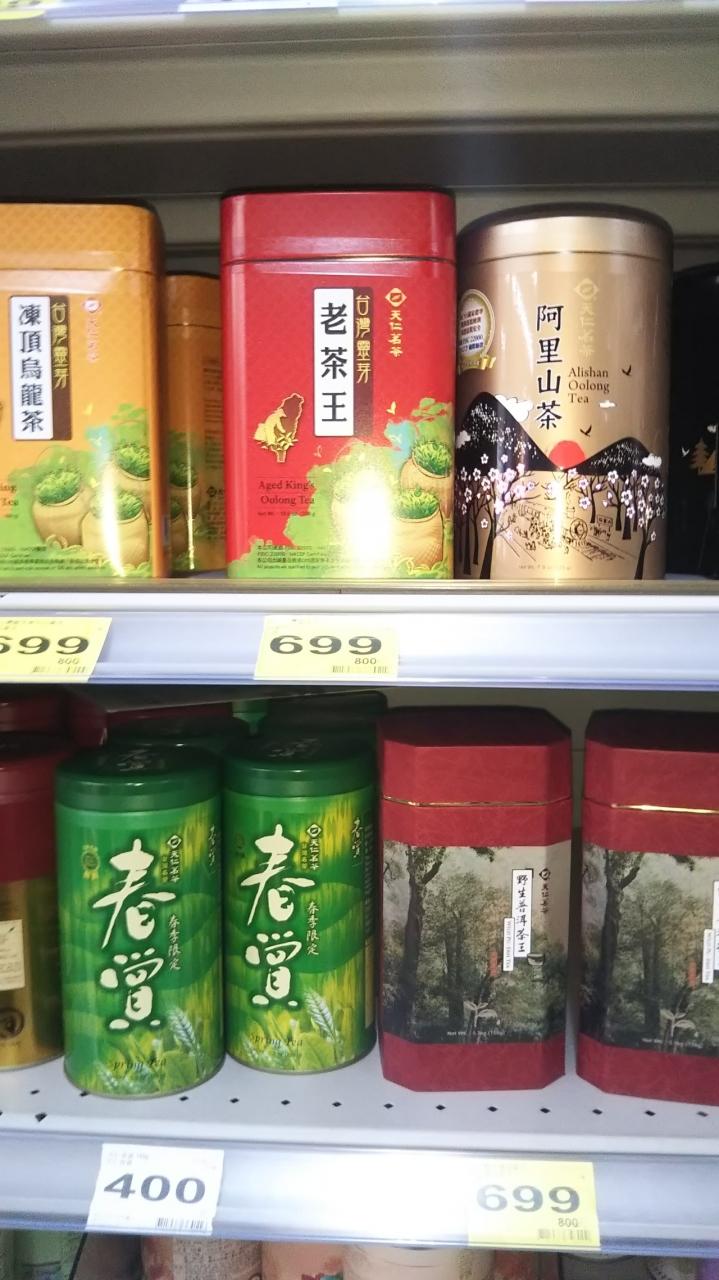 凍頂烏龍茶
台灣靈芽
天仁茗茶
台灣靈芽
老茶王
天仁茗茶
Aged King's
Oolong Tea
天仁茗茶
阿里山茶
Alishan
Oolong
Tea
699
800
699
800
天仁茗茶
春賞
春季限定
Spring Tea
天仁茗茶
春賞
春季限定
Spring Tea
天仁茗茶
野生普洱茶王
400
699
800